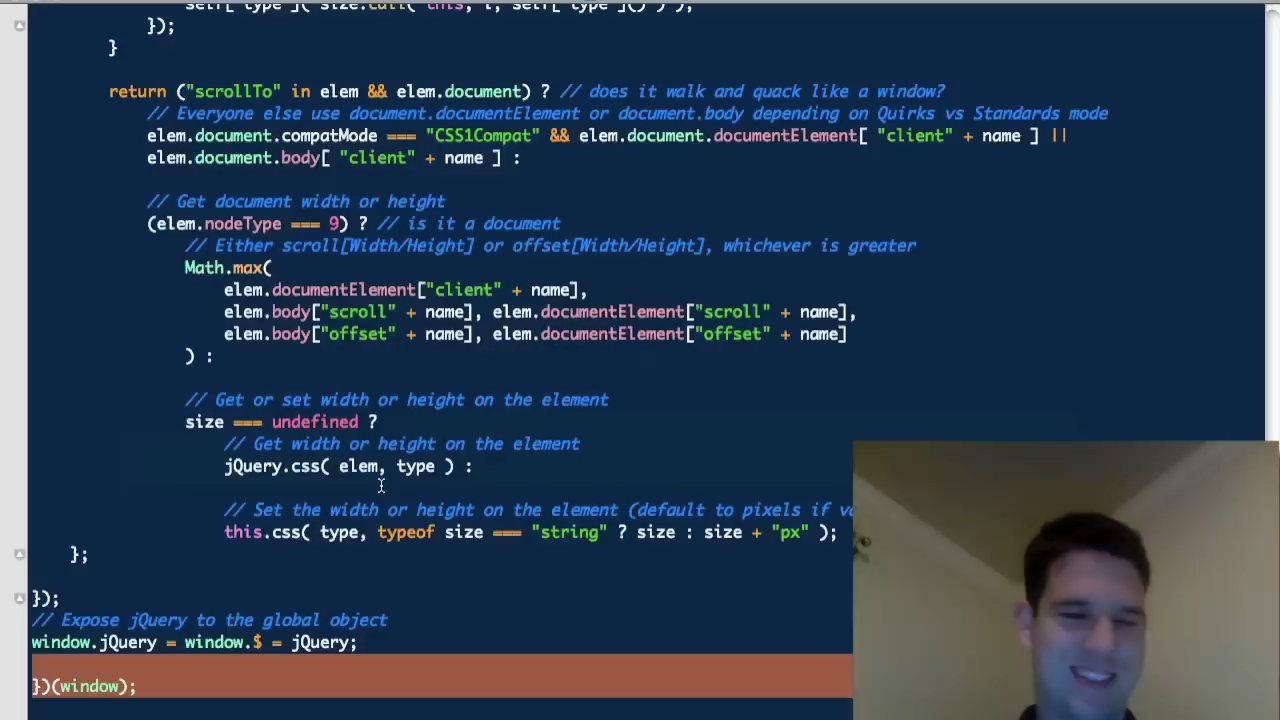 self[ type ]( size.call( this, i, self[ type ]() ) );
});
}
return ("scrollTo" in elem && elem.document) ? // does it walk and quack like a window?
// Everyone else use document.documentElement or document.body depending on Quirks vs Standards mode
elem.document.compatMode === "CSS1Compat" && elem.document.documentElement[ "client" + name ] ||
elem.document.body[ "client" + name ] :
// Get document width or height
(elem.nodeType === 9) ? // is it a document
// Either scroll[Width/Height] or offset[Width/Height], whichever is greater
Math.max(
elem.documentElement["client" + name],
elem.body["scroll" + name], elem.documentElement["scroll" + name],
elem.body["offset" + name], elem.documentElement["offset" + name]
) :
// Get or set width or height on the element
size === undefined ?
// Get width or height on the element
jQuery.css( elem, type ) :
// Set the width or height on the element (default to pixels if
this.css( type, typeof size === "string" ? size : size + "px" );
};
});
// Expose jQuery to the global object
window.jQuery = window.$ = jQuery;
})(window);